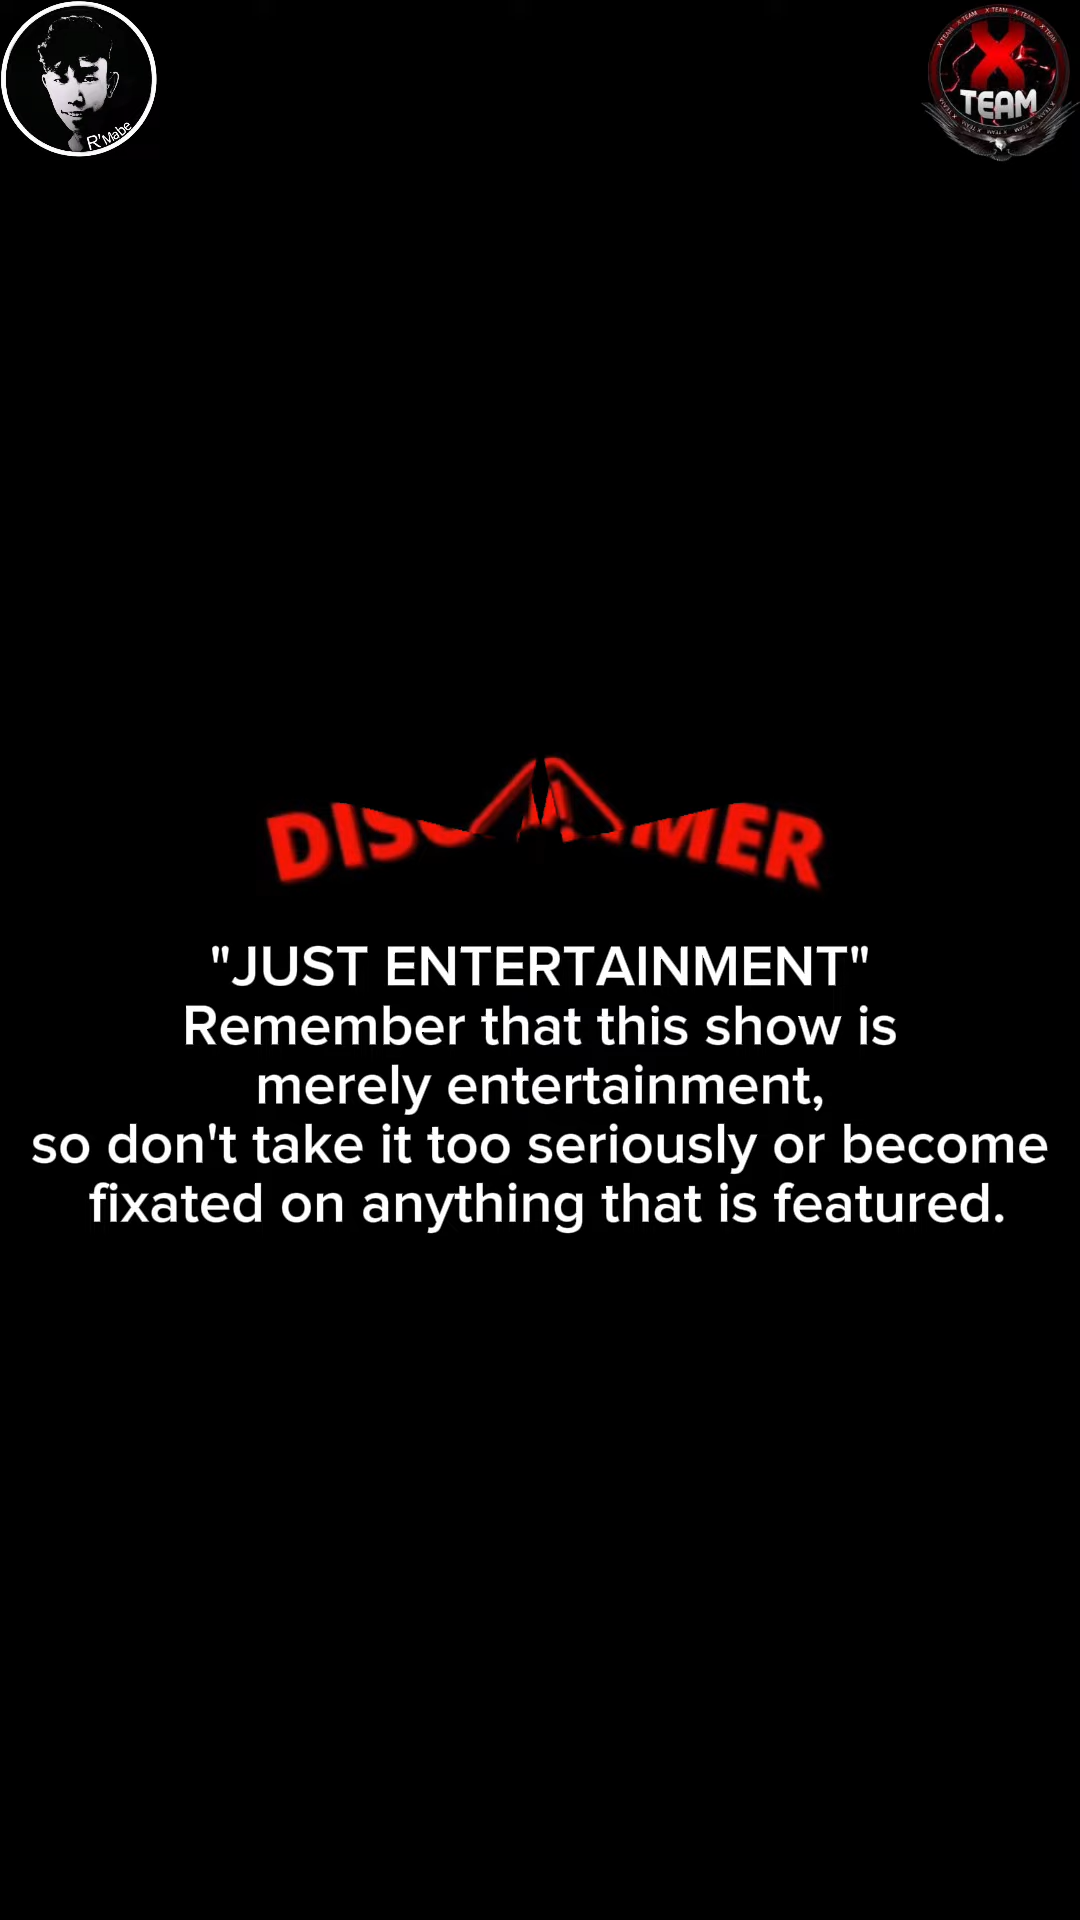 R'Mabe
X
TEAM
"JUST ENTERTAINMENT"
Remember that this show is
merely entertainment,
so don't take it too seriously or become
fixated on anything that is featured.